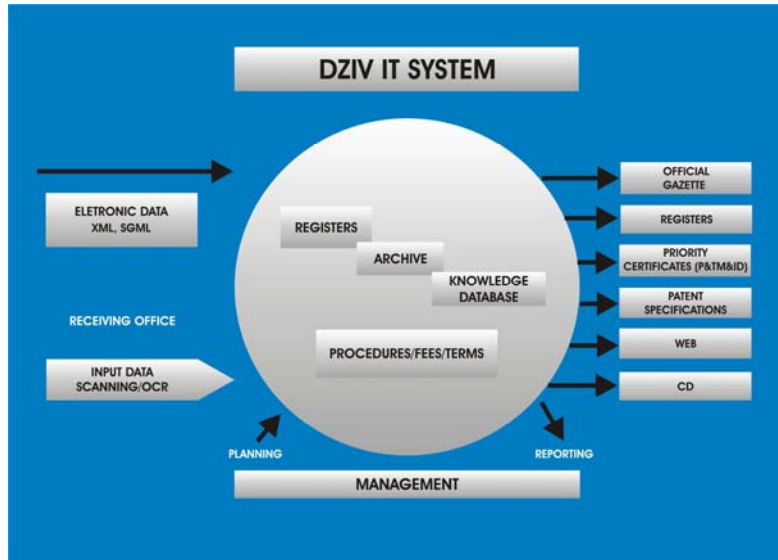 DZIV IT SYSTEM
ELETRONIC DATA
XML, SGML
RECEIVING OFFICE
INPUT DATA
SCANNING/OCR
REGISTERS
ARCHIVE
KNOWLEDGE
DATABASE
PROCEDURES/FEES/TERMS
OFFICIAL
GAZETTE
REGISTERS
PRIORITY
CERTIFICATES (P&TM&ID)
PATENT
SPECIFICATIONS
WEB
CD
PLANNING
REPORTING
MANAGEMENT